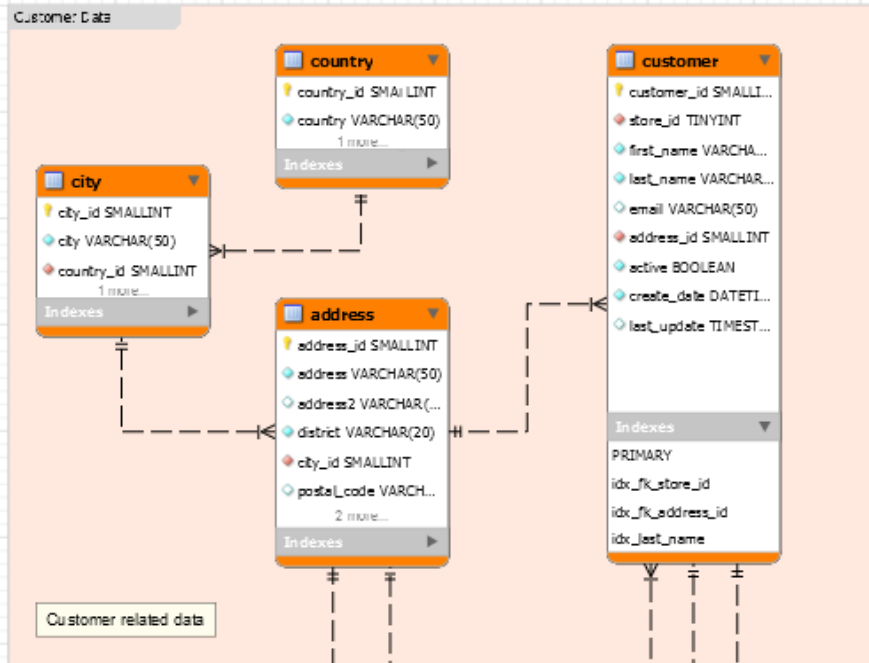 Customer Data
country
country_id SMALLINT
country VARCHAR(50)
1 more...
Indexes
city
city_id SMALLINT
city VARCHAR(50)
country_id SMALLINT
1 more...
Indexes
address
address_id SMALLINT
address VARCHAR(50)
address2 VARCHAR(...
district VARCHAR(20)
city_id SMALLINT
postal_code VARCH...
2 more...
Indexes
customer
customer_id SMALLI...
store_id TINYINT
first_name VARCHA...
last_name VARCHAR...
email VARCHAR(50)
address_id SMALLINT
active BOOLEAN
create_date DATETI...
last_update TIMEST...
Indexes
PRIMARY
idx_fk_store_id
idx_fk_address_id
idx_last_name
Customer related data